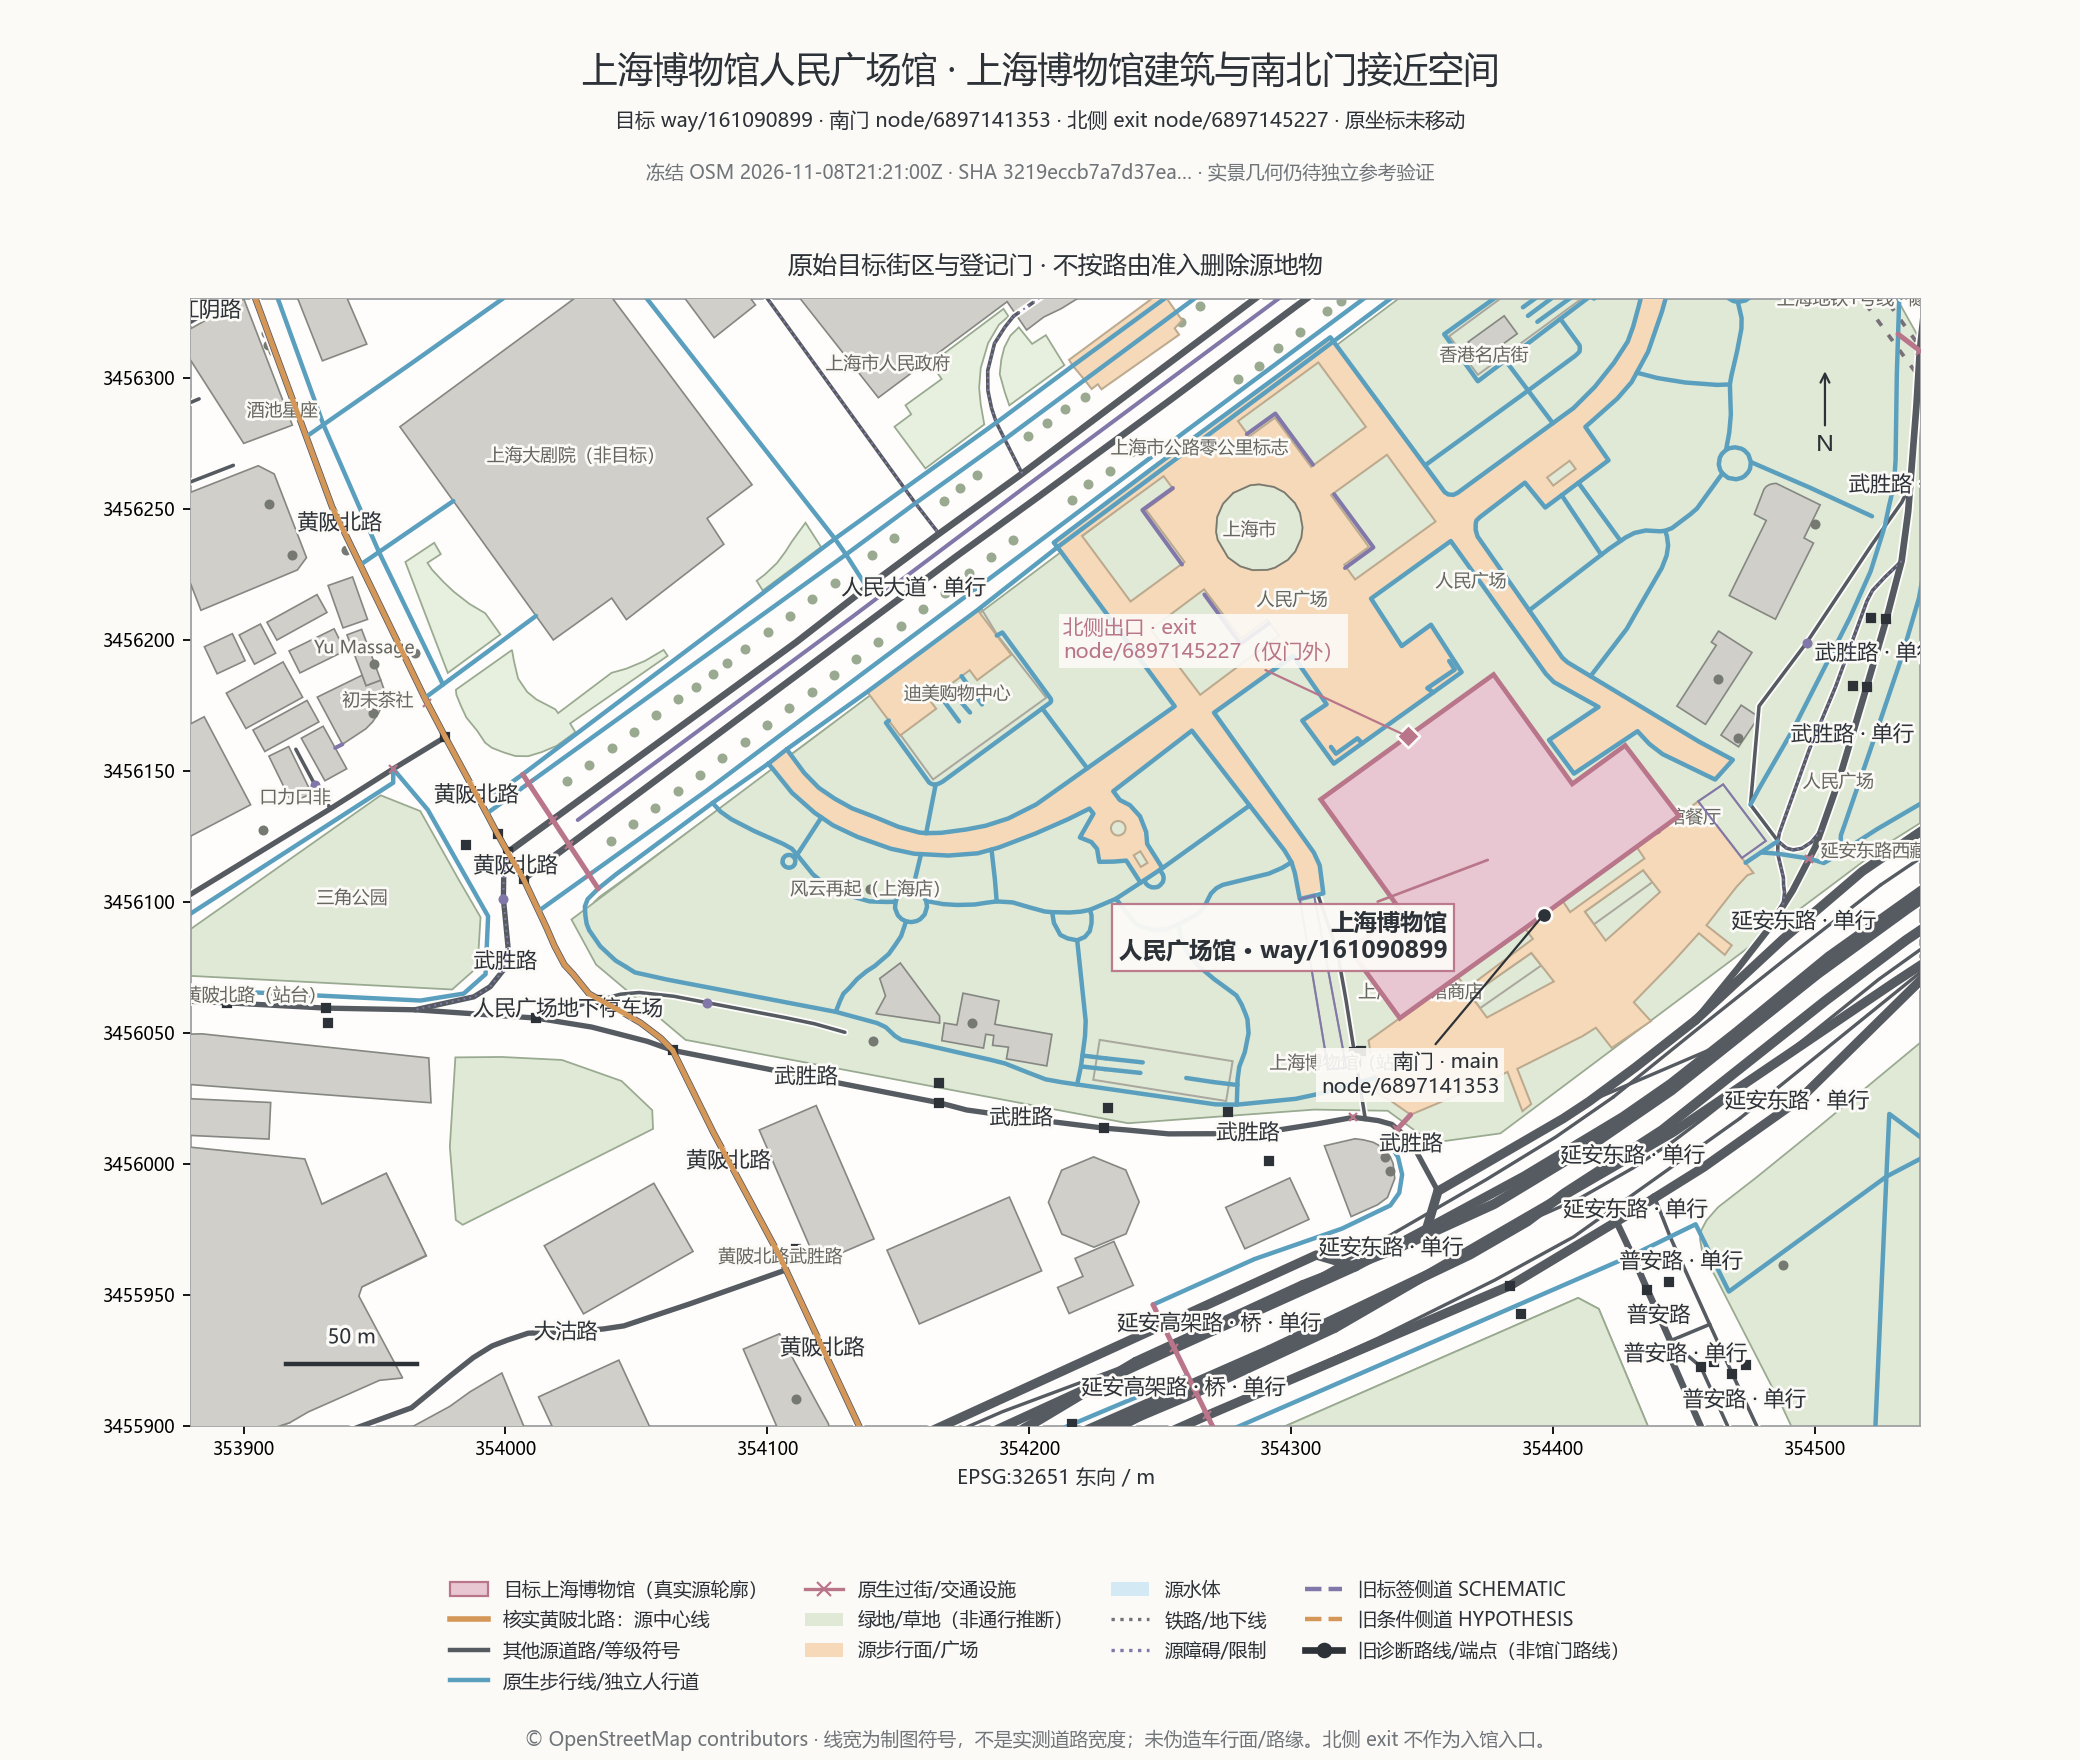 上海博物馆人民广场馆 · 上海博物馆建筑与南北门接近空间
目标 way/161090899 · 南门 node/6897141353 · 北侧 exit node/6897145227 · 原坐标未移动
冻结 OSM 2026-11-08T21:21:00Z · SHA 3219eccb7a7d37ea… · 实景几何仍待独立参考验证
原始目标街区与登记门 · 不按路由准入删除源地物
江阴路
上海市人民政府
香港名店街
酒池星座
上海大剧院（非目标）
上海市公路零公里标志
N
武胜路
黄陂北路
上海市
人民大道 · 单行
人民广场
人民广场
北侧出口 · exit
node/6897145227（仅门外）
Yu Massage
武胜路 · 单行
初未茶社
迪美购物中心
武胜路 · 单行
人民广场
口力口非
黄陂北路
馆餐厅
黄陂北路
延安东路西藏
三角公园
风云再起（上海店）
上海博物馆
人民广场馆 • way/161090899
延安东路 · 单行
武胜路
黄陂北路（站台）
人民广场地下停车场
南门 · main
node/6897141353
武胜路
武胜路
武胜路
武胜路
延安东路 · 单行
黄陂北路
延安东路 · 单行
延安东路 · 单行
黄陂北路武胜路
延安东路 · 单行
普安路 · 单行
普安路
大沽路
延安高架路 · 桥 · 单行
黄陂北路
普安路 · 单行
50 m
延安高架路 · 桥 · 单行
普安路 · 单行
3456300
3456250
3456200
3456150
3456100
3456050
3456000
3455950
3455900
353900
354000
354100
354200
354300
354400
354500
EPSG:32651 东向 / m
目标上海博物馆（真实源轮廓）
核实黄陂北路：源中心线
其他源道路/等级符号
原生步行线/独立人行道
原生过街/交通设施
绿地/草地（非通行推断）
源步行面/广场
源水体
铁路/地下线
源障碍/限制
旧标签侧道 SCHEMATIC
旧条件侧道 HYPOTHESIS
旧诊断路线/端点（非馆门路线）
© OpenStreetMap contributors · 线宽为制图符号，不是实测道路宽度；未伪造车行面/路缘。北侧 exit 不作为入馆入口。